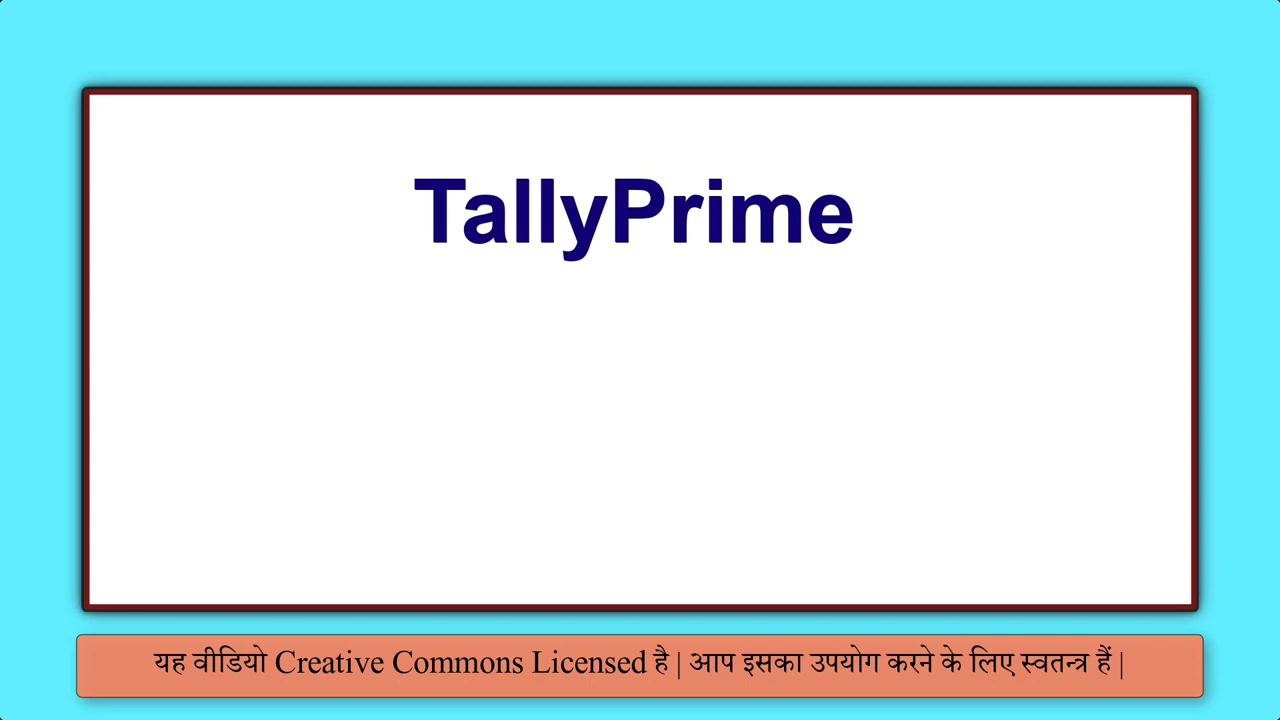 TallyPrime
यह वीडियो Creative Commons Licensed है | आप इसका उपयोग करने के लिए स्वतन्त्र हैं |